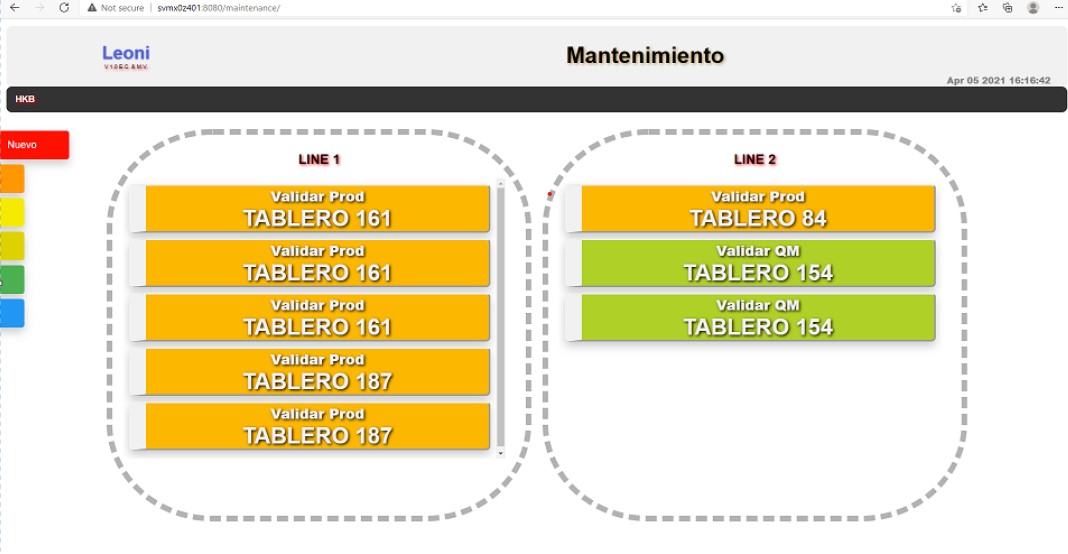 Not secure | svmx0z401:8080/maintenance/
Leoni
Mantenimiento
Apr 05 2021 16:16:42
HKB
Nuevo
LINE 1
Validar Prod
TABLERO 161
Validar Prod
TABLERO 161
Validar Prod
TABLERO 161
Validar Prod
TABLERO 187
Validar Prod
TABLERO 187
LINE 2
Validar Prod
TABLERO 84
Validar QM
TABLERO 154
Validar QM
TABLERO 154